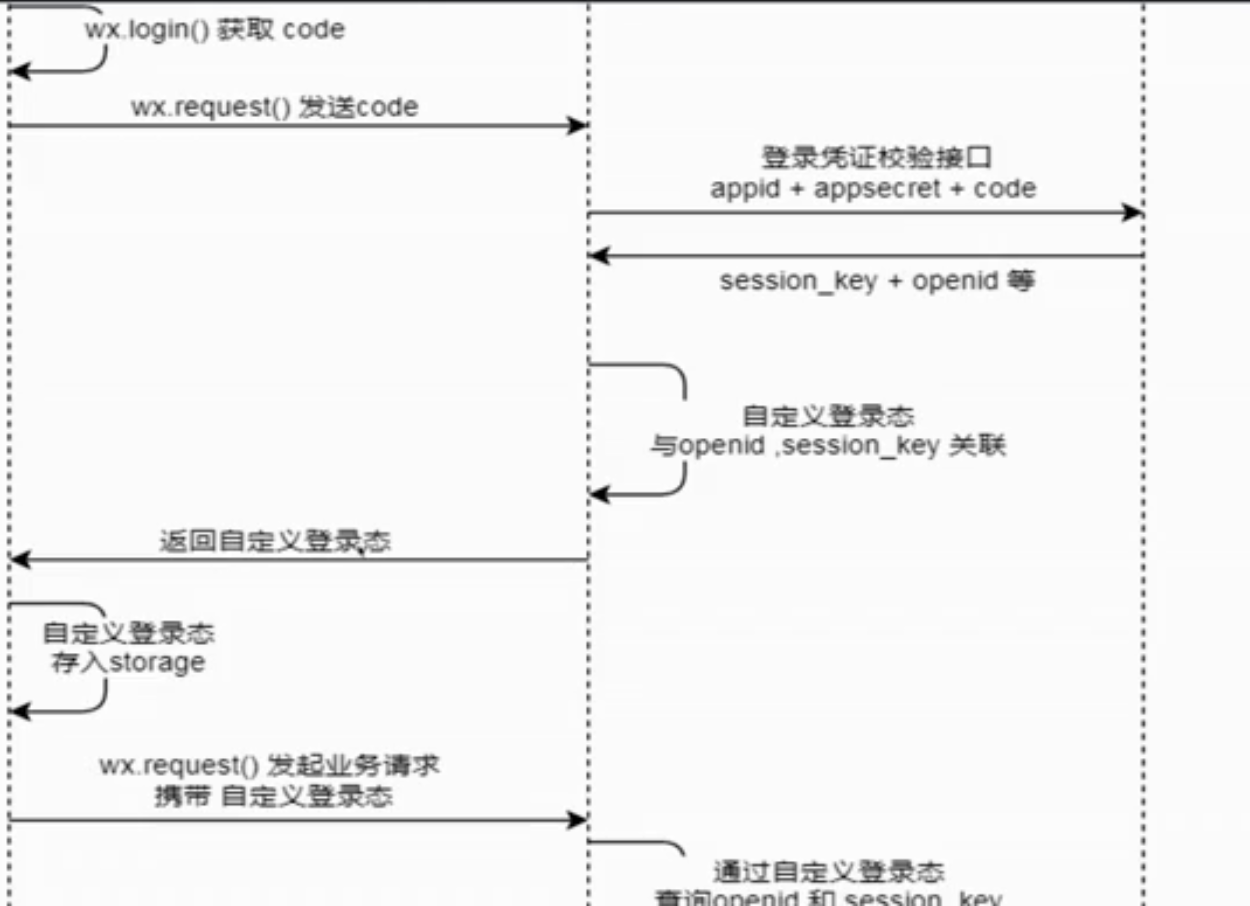 wx.login() 获取 code
wx.request() 发送code
登录凭证校验接口
appid + appsecret + code
session_key + openid 等
自定义登录态
与openid ,session_key 关联
返回自定义登录态
自定义登录态
存入storage
wx.request() 发起业务请求
携带 自定义登录态
通过自定义登录态
查询openid 和 session_key